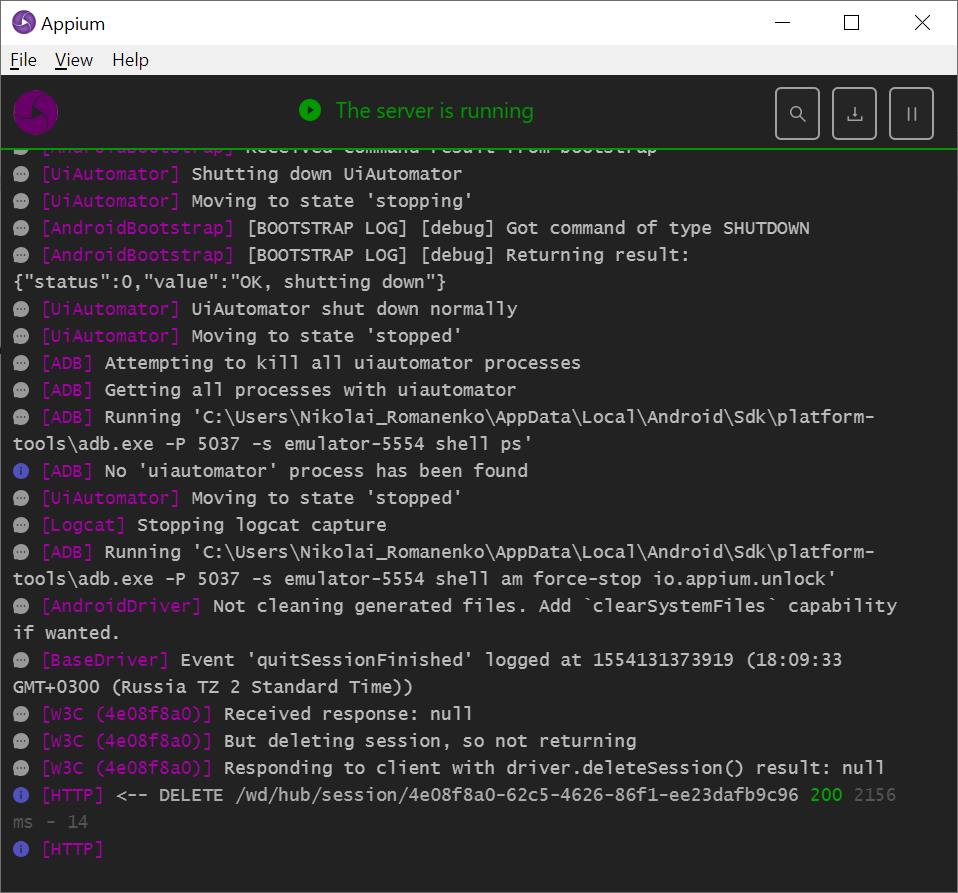 Appium
File View Help
The server is running
[AndroidBootstrap] Received command result from bootstrap
[UiAutomator] Shutting down UiAutomator
[UiAutomator] Moving to state 'stopping'
[AndroidBootstrap] [BOOTSTRAP LOG] [debug] Got command of type SHUTDOWN
[AndroidBootstrap] [BOOTSTRAP LOG] [debug] Returning result:
{"status":0,"value":"OK, shutting down"}
[UiAutomator] UiAutomator shut down normally
[UiAutomator] Moving to state 'stopped'
[ADB] Attempting to kill all uiautomator processes
[ADB] Getting all processes with uiautomator
[ADB] Running 'C:\Users\Nikolai_Romanenko\AppData\Local\Android\Sdk\platform-
tools\adb.exe -P 5037 -s emulator-5554 shell ps'
[ADB] No 'uiautomator' process has been found
[UiAutomator] Moving to state 'stopped'
[Logcat] Stopping logcat capture
[ADB] Running 'C:\Users\Nikolai_Romanenko\AppData\Local\Android\Sdk\platform-
tools\adb.exe -P 5037 -s emulator-5554 shell am force-stop io.appium.unlock'
[AndroidDriver] Not cleaning generated files. Add `clearSystemFiles` capability
if wanted.
[BaseDriver] Event 'quitSessionFinished' logged at 1554131373919 (18:09:33
GMT+0300 (Russia TZ 2 Standard Time))
[W3C (4e08f8a0)] Received response: null
[W3C (4e08f8a0)] But deleting session, so not returning
[W3C (4e08f8a0)] Responding to client with driver.deleteSession() result: null
[HTTP] <-- DELETE /wd/hub/session/4e08f8a0-62c5-4626-86f1-ee23dafb9c96 200 2156
ms - 14
[HTTP]